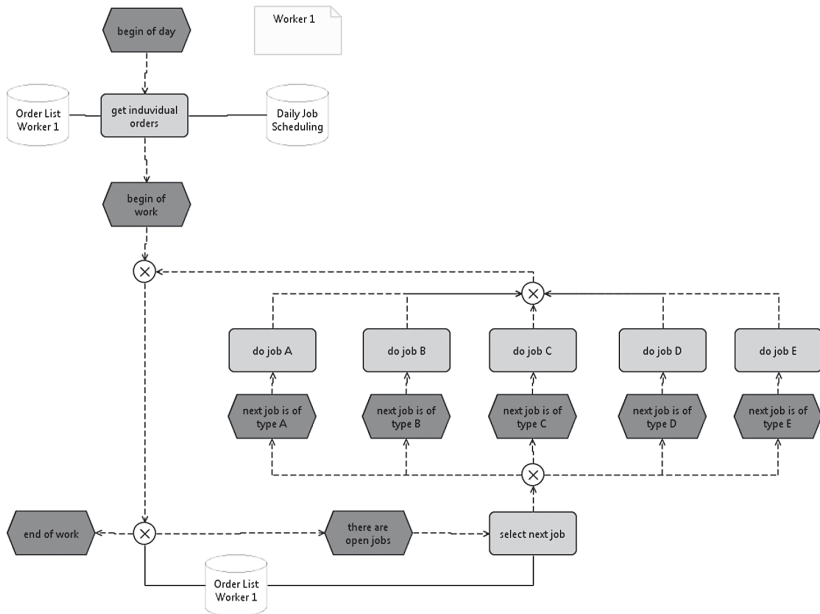 begin of day
Worker 1
Order List
Worker 1
get induvidual
orders
Daily Job
Scheduling
begin of
work
do job A
do job B
do job C
do job D
do job E
next job is of
type A
next job is of
type B
next job is of
type C
next job is of
type D
next job is of
type E
end of work
there are
open jobs
select next job
Order List
Worker 1